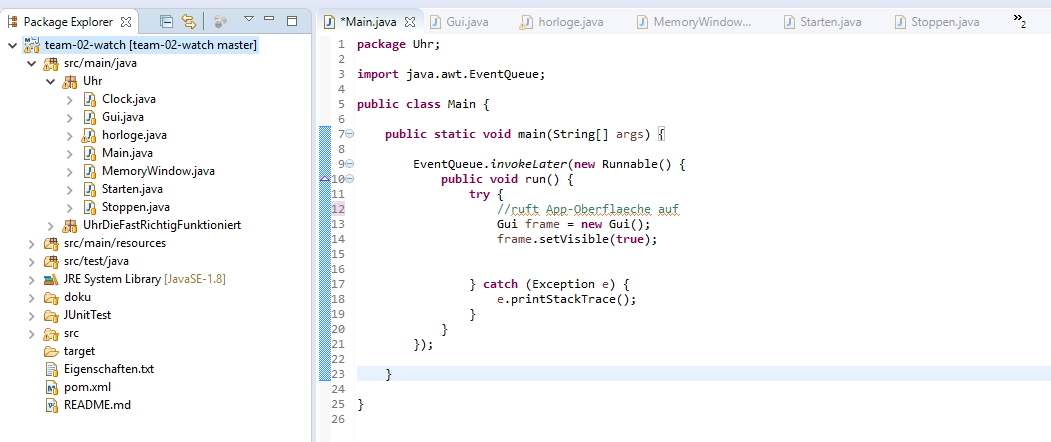 Package Explorer
team-02-watch [team-02-watch master]
src/main/java
Uhr
Clock.java
Gui.java
horloge.java
Main.java
MemoryWindow.java
Starten.java
Stoppen.java
UhrDieFastRichtigFunktioniert
src/main/resources
src/test/java
JRE System Library [JavaSE-1.8]
doku
JUnitTest
src
target
Eigenschaften.txt
pom.xml
README.md
*Main.java Gui.java horloge.java MemoryWindow... Starten.java Stoppen.java »2
1 package Uhr;
2
3 import java.awt.EventQueue;
4
5 public class Main {
6
7 public static void main(String[] args) {
8
9 EventQueue.invokeLater(new Runnable() {
10 public void run() {
11 try {
12 //ruft App-Oberflaeche auf
13 Gui frame = new Gui();
14 frame.setVisible(true);
15
16
17 } catch (Exception e) {
18 e.printStackTrace();
19 }
20 }
21 });
22
23 }
24
25 }
26